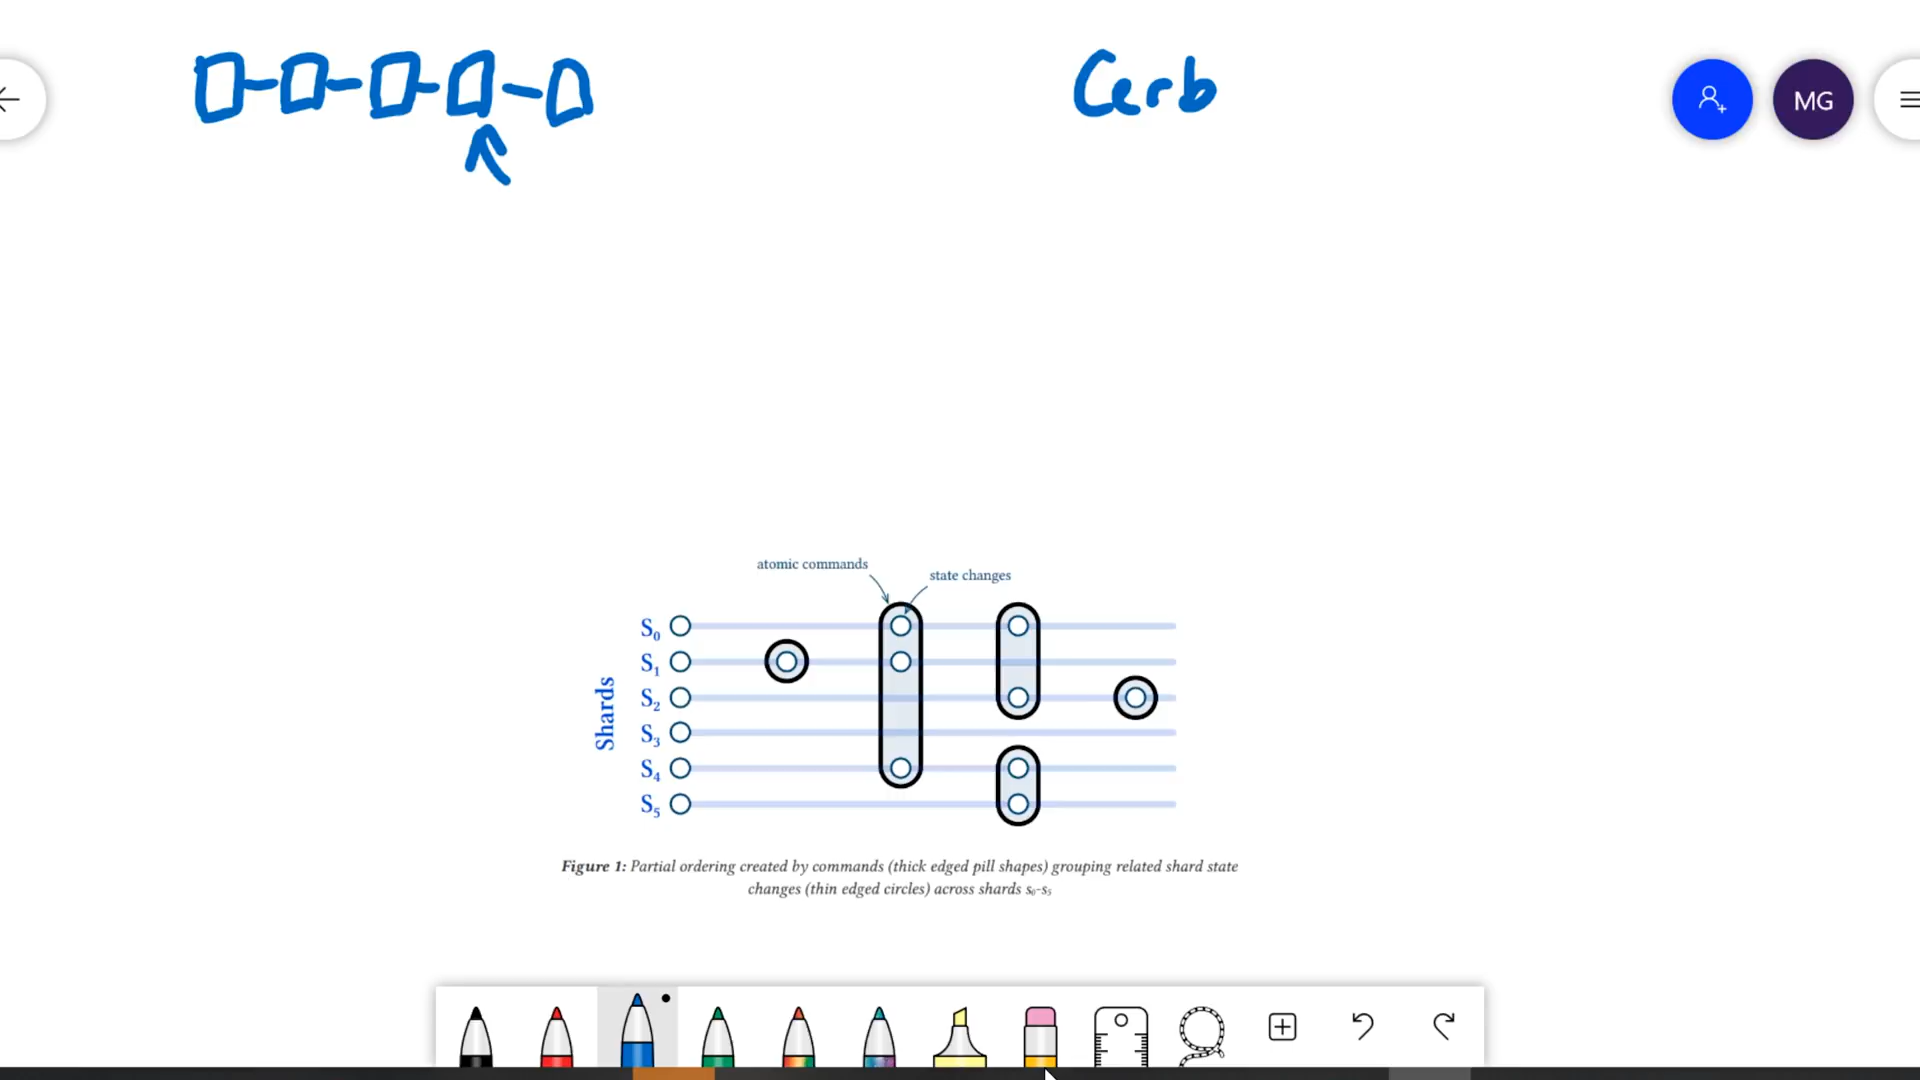 Cerb
MG
atomic commands
state changes
Shards
S0
S1
S2
S3
S4
S5
Figure 1: Partial ordering created by commands (thick edged pill shapes) grouping related shard state
changes (thin edged circles) across shards s0-s5